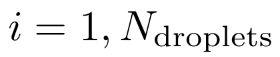 i = 1, N_droplets